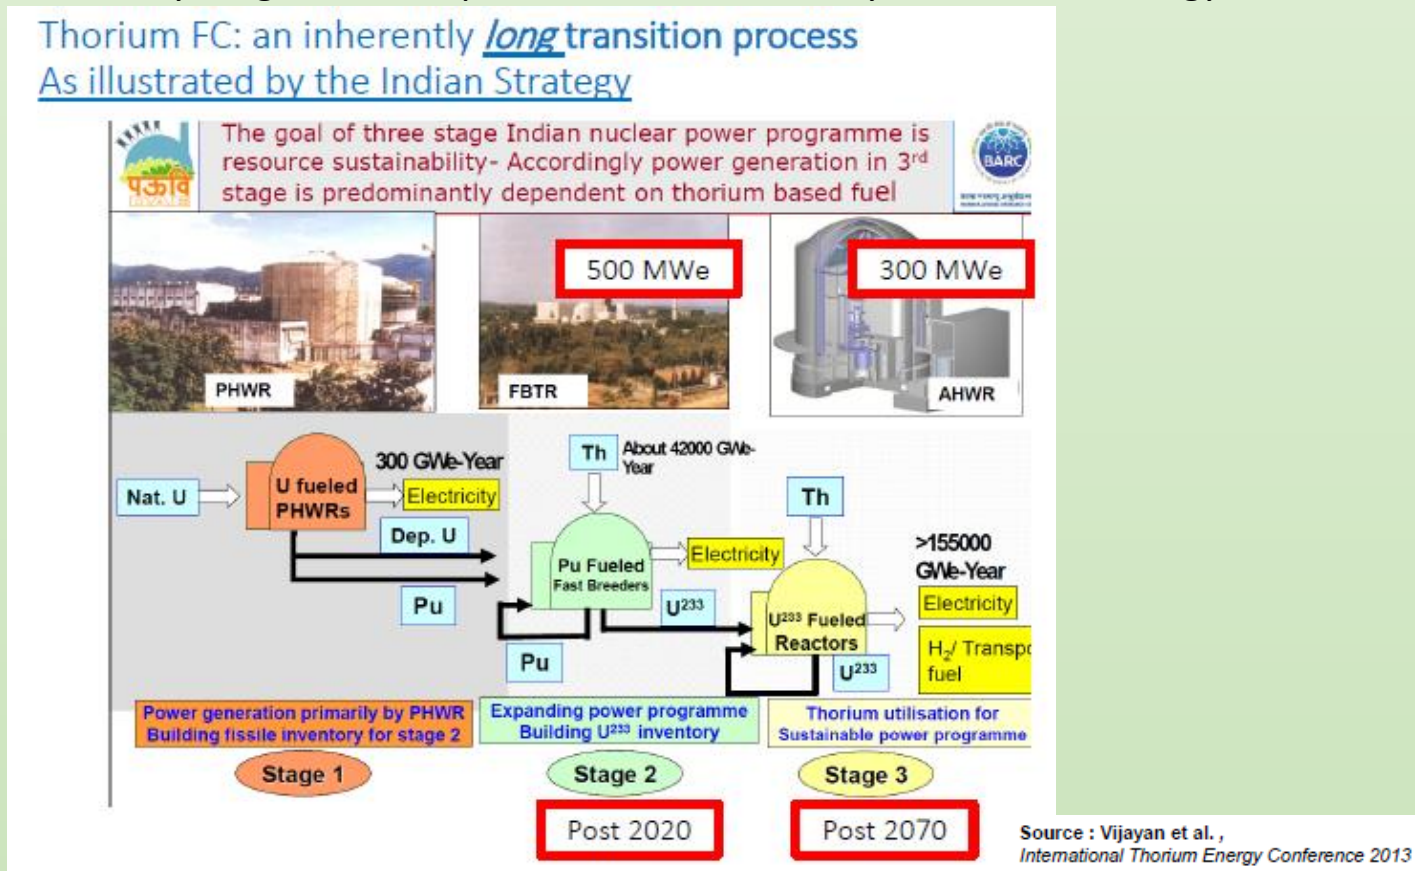 Thorium FC: an inherently long transition process
As illustrated by the Indian Strategy
The goal of three stage Indian nuclear power programme is
resource sustainability- Accordingly power generation in 3rd
stage is predominantly dependent on thorium based fuel
पऊवि
BARC
500 MWe
300 MWe
PHWR
FBTR
AHWR
Nat. U
U fueled
PHWRs
300 GWe-Year
Electricity
Dep. U
Pu
Th
About 42000 GWe-
Year
Pu Fueled
Fast Breeders
Electricity
Pu
U233
Th
U233 Fueled
Reactors
U233
>155000
GWe-Year
Electricity
H2/ Transpo
fuel
Power generation primarily by PHWR
Building fissile inventory for stage 2
Expanding power programme
Building U233 inventory
Thorium utilisation for
Sustainable power programme
Stage 1
Stage 2
Stage 3
Post 2020
Post 2070
Source : Vijayan et al. ,
International Thorium Energy Conference 2013